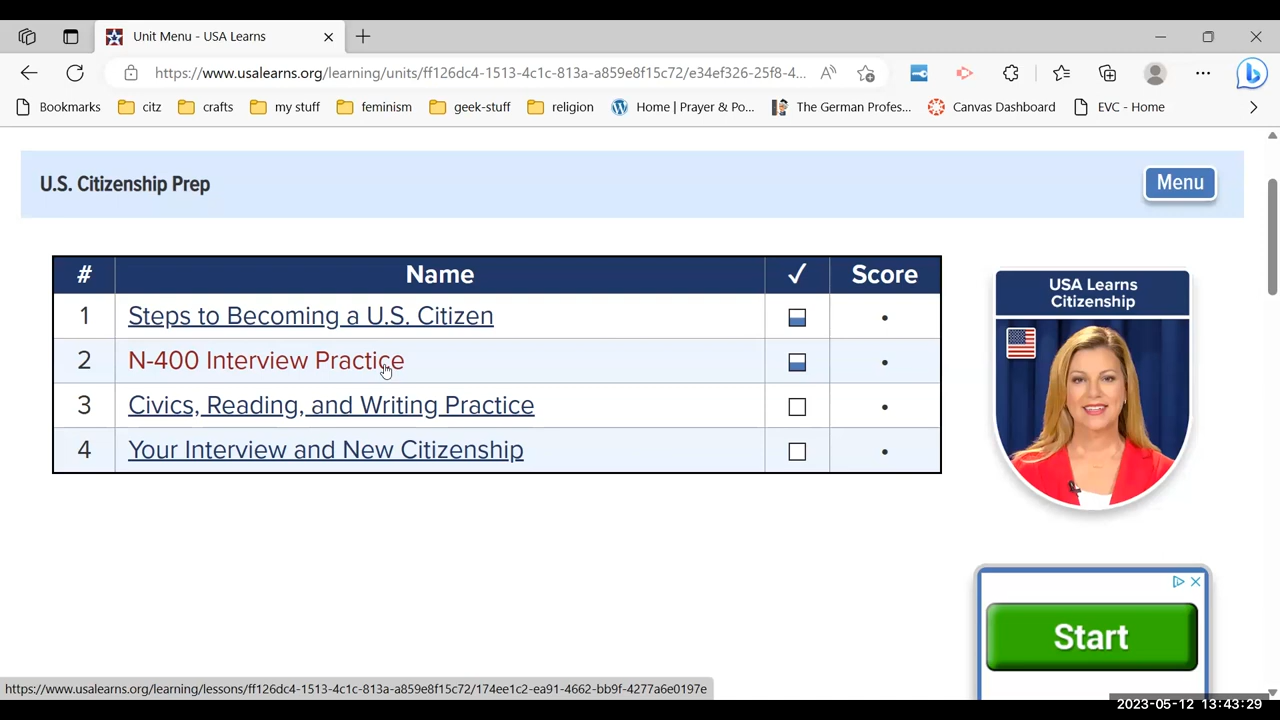 Unit Menu - USA Learns
https://www.usalearns.org/learning/units/ff126dc4-1513-4c1c-813a-a859e8f15c72/e34ef326-25f8-4...
Bookmarks citz crafts my stuff feminism geek-stuff religion Home | Prayer & Po... The German Profes... Canvas Dashboard EVC - Home
U.S. Citizenship Prep
Menu
# Name ✓ Score
1 Steps to Becoming a U.S. Citizen •
2 N-400 Interview Practice •
3 Civics, Reading, and Writing Practice •
4 Your Interview and New Citizenship •
USA Learns
Citizenship
Start
https://www.usalearns.org/learning/lessons/ff126dc4-1513-4c1c-813a-a859e8f15c72/174ee1c2-ea91-4662-bb9f-4277a6e0197e
2023-05-12 13:43:29